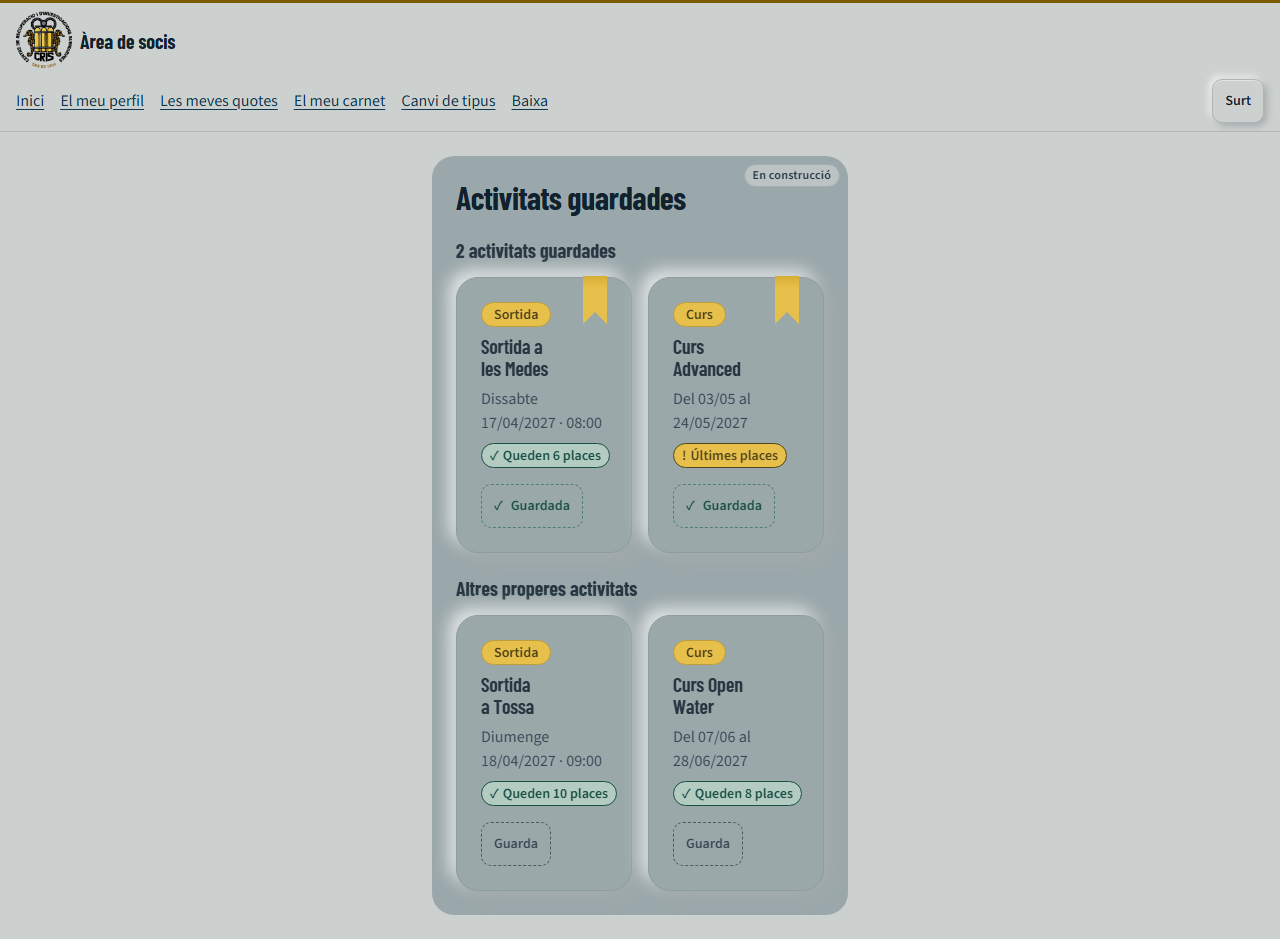 CRIS
Àrea de socis
Inici El meu perfil Les meves quotes El meu carnet Canvi de tipus Baixa Surt
En construcció
Activitats guardades
2 activitats guardades
Sortida
Sortida a
les Medes
Dissabte
17/04/2027 · 08:00
✓ Queden 6 places
✓ Guardada
Curs
Curs
Advanced
Del 03/05 al
24/05/2027
! Últimes places
✓ Guardada
Altres properes activitats
Sortida
Sortida
a Tossa
Diumenge
18/04/2027 · 09:00
✓ Queden 10 places
Guarda
Curs
Curs Open
Water
Del 07/06 al
28/06/2027
✓ Queden 8 places
Guarda